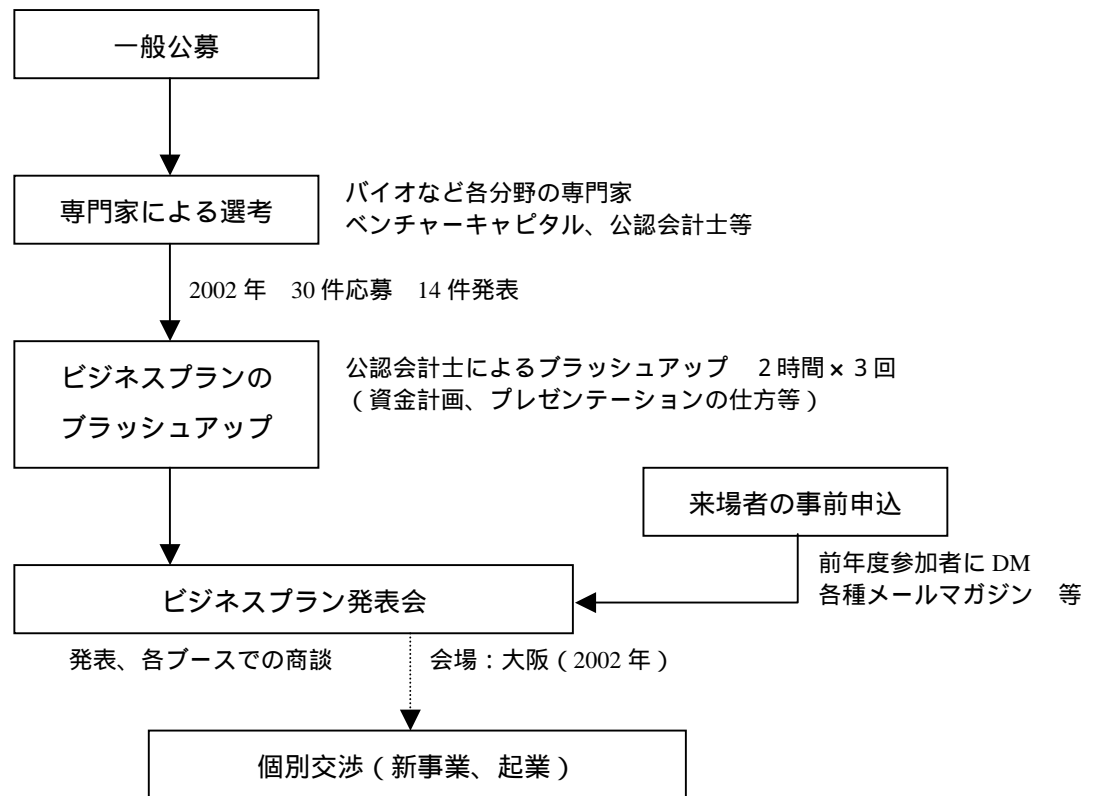 一般公募
専門家による選考
バイオなど各分野の専門家
ベンチャーキャピタル、公認会計士等
2002 年　30 件応募　14 件発表
ビジネスプランの
ブラッシュアップ
公認会計士によるブラッシュアップ　２時間×３回
（資金計画、プレゼンテーションの仕方等）
来場者の事前申込
前年度参加者に DM
各種メールマガジン　等
ビジネスプラン発表会
発表、各ブースでの商談
会場：大阪（2002 年）
個別交渉（新事業、起業）